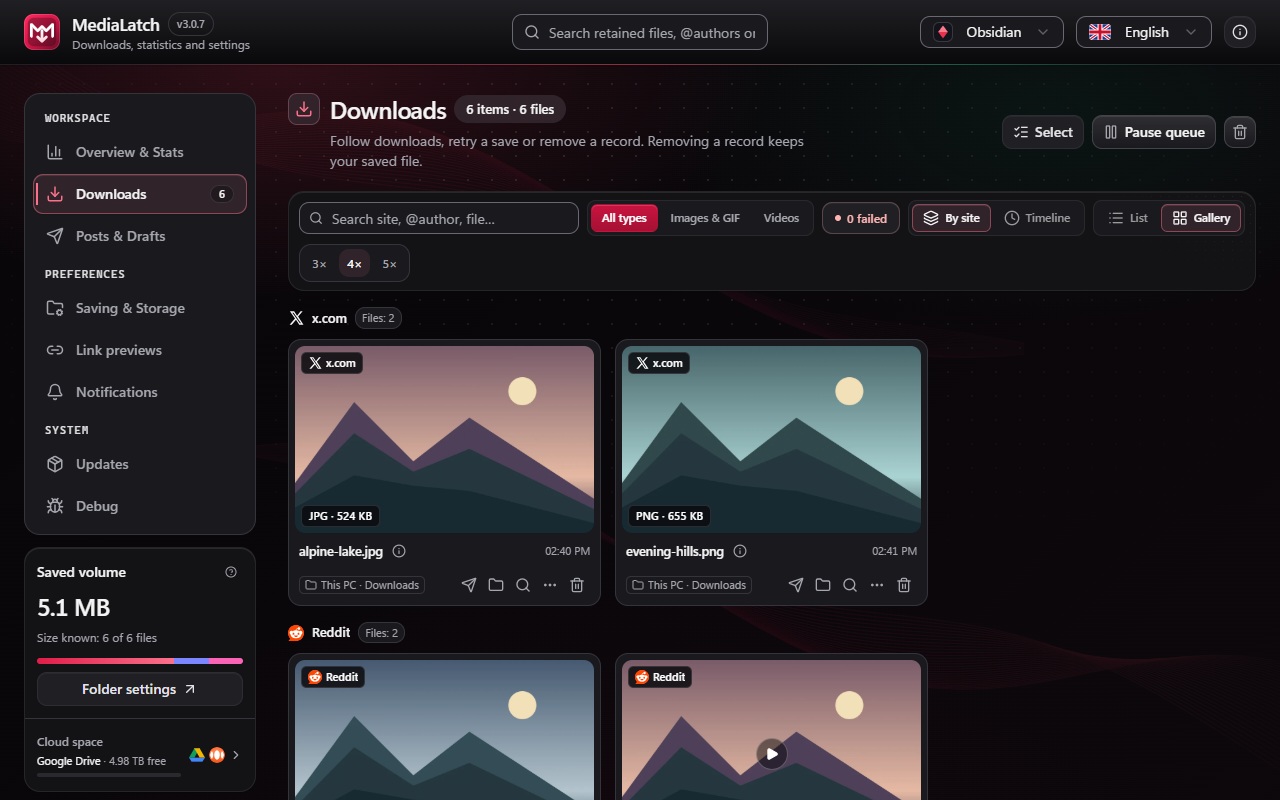 MediaLatch v3.0.7
Downloads, statistics and settings
Search retained files, @authors or
Obsidian
English
WORKSPACE
Overview & Stats
Downloads 6
Posts & Drafts
PREFERENCES
Saving & Storage
Link previews
Notifications
SYSTEM
Updates
Debug
Saved volume
5.1 MB
Size known: 6 of 6 files
Folder settings
Cloud space
Google Drive · 4.98 TB free
Downloads 6 items · 6 files
Follow downloads, retry a save or remove a record. Removing a record keeps
your saved file.
Select
Pause queue
Search site, @author, file...
All types Images & GIF Videos
0 failed
By site Timeline
List Gallery
3× 4× 5×
x.com Files: 2
x.com
JPG · 524 KB
alpine-lake.jpg 02:40 PM
This PC · Downloads
x.com
PNG · 655 KB
evening-hills.png 02:41 PM
This PC · Downloads
Reddit Files: 2
Reddit
Reddit